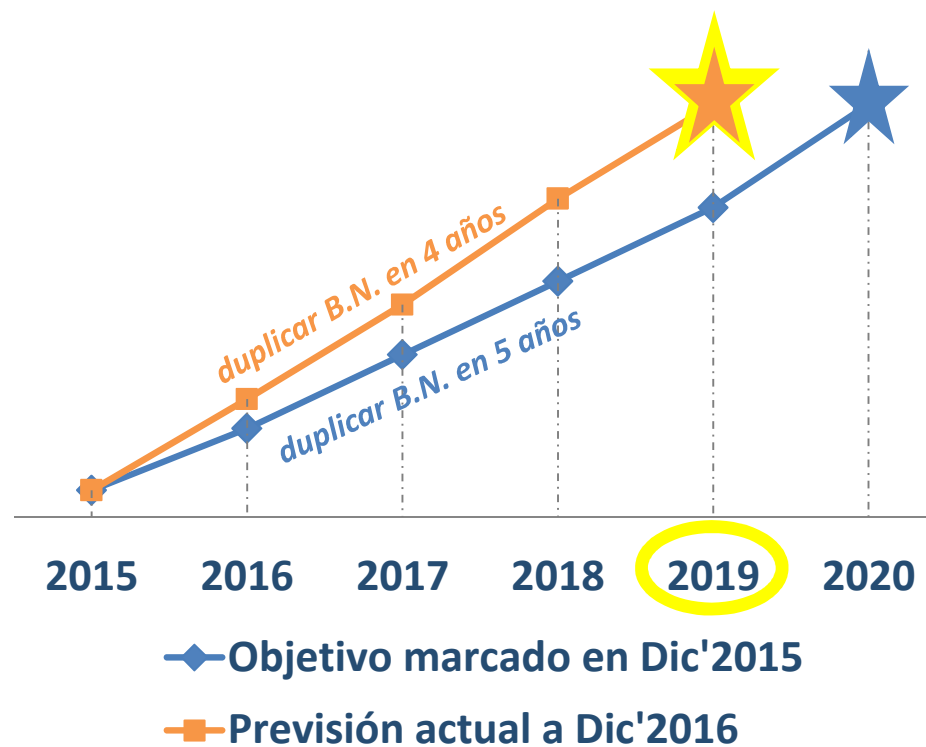 duplicar B.N. en 4 años
duplicar B.N. en 5 años
2015 2016 2017 2018 2019 2020
Objetivo marcado en Dic'2015
Previsión actual a Dic'2016